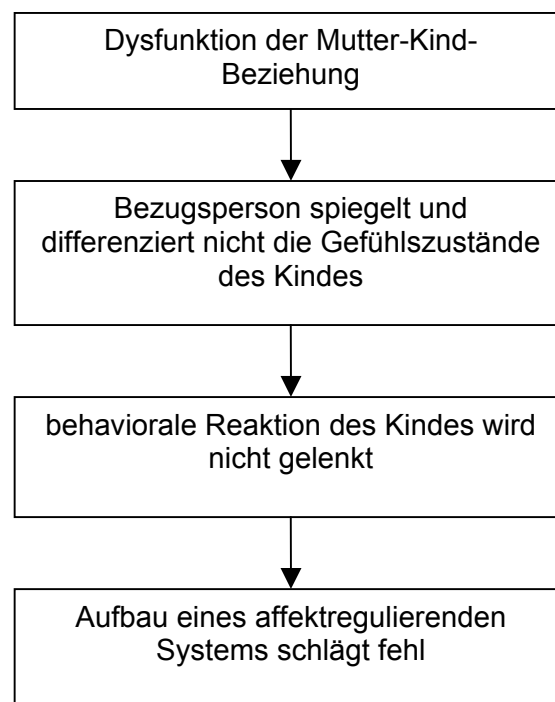 Dysfunktion der Mutter-Kind-
Beziehung
Bezugsperson spiegelt und
differenziert nicht die Gefühlszustände
des Kindes
behaviorale Reaktion des Kindes wird
nicht gelenkt
Aufbau eines affektregulierenden
Systems schlägt fehl